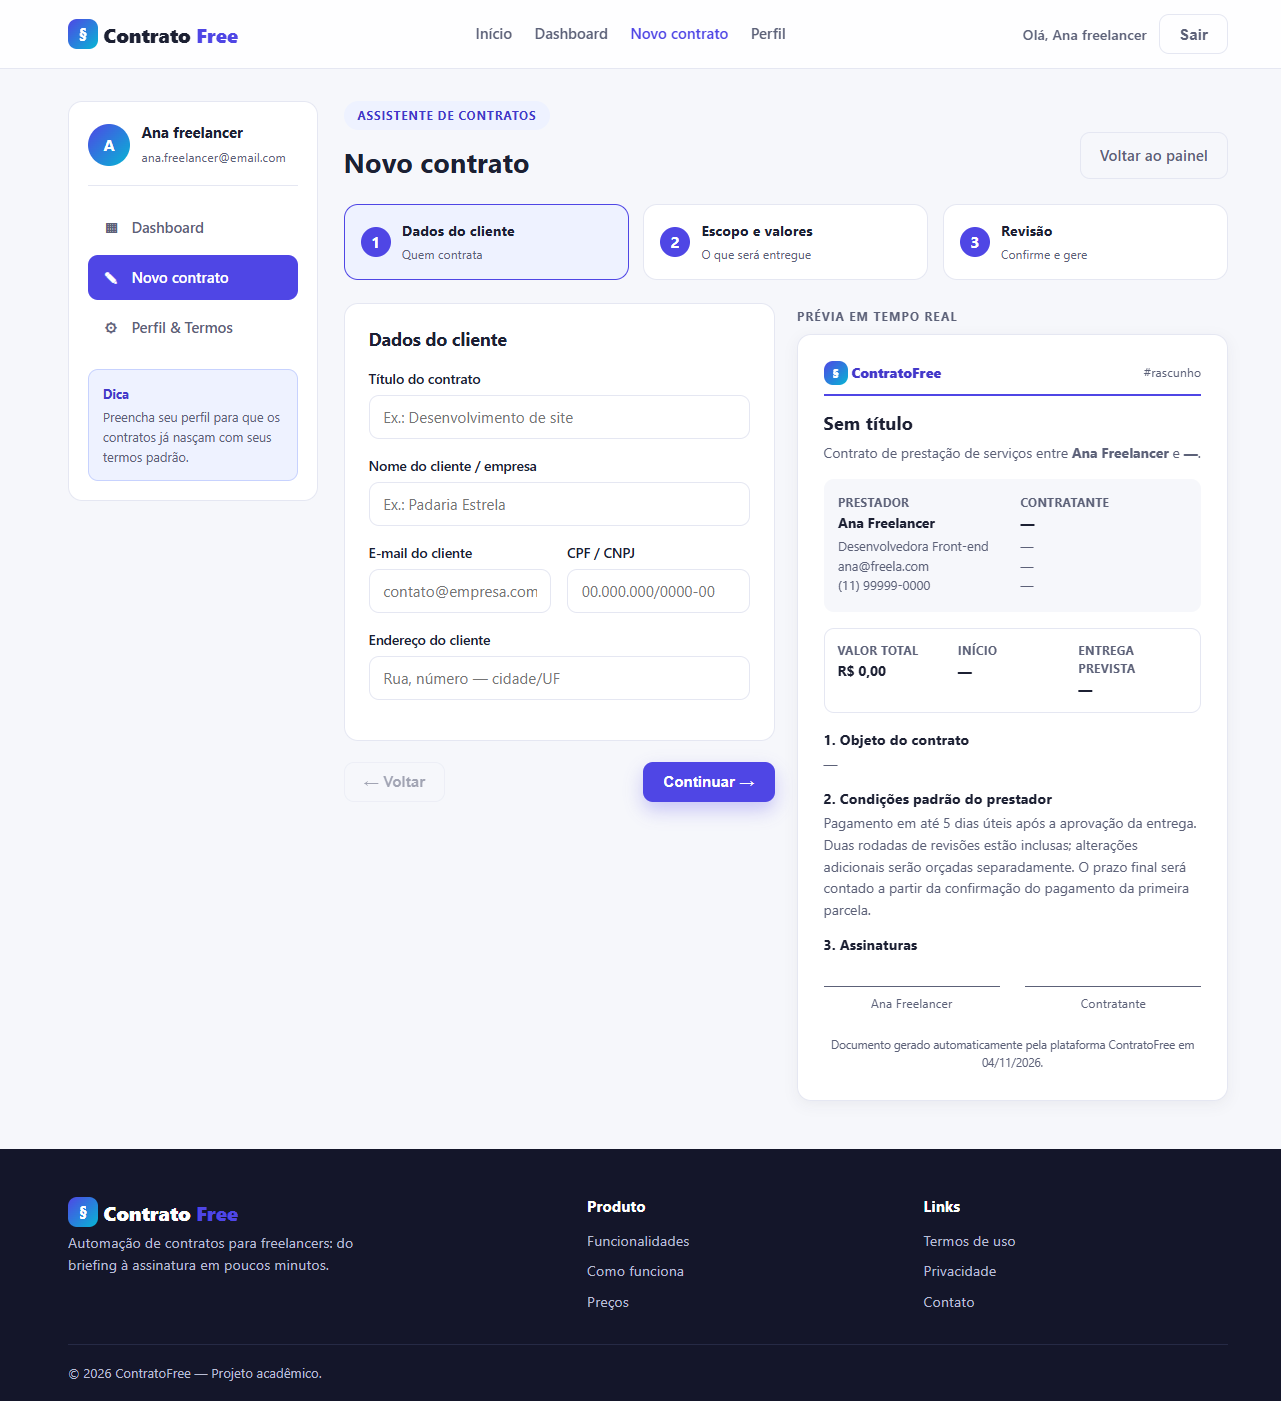 § Contrato Free
Início Dashboard Novo contrato Perfil
Olá, Ana freelancer Sair
A
Ana freelancer
ana.freelancer@email.com
Dashboard
Novo contrato
Perfil & Termos
Dica
Preencha seu perfil para que os
contratos já nasçam com seus
termos padrão.
ASSISTENTE DE CONTRATOS
Novo contrato
Voltar ao painel
1 Dados do cliente
Quem contrata
2 Escopo e valores
O que será entregue
3 Revisão
Confirme e gere
Dados do cliente
Título do contrato
Ex.: Desenvolvimento de site
Nome do cliente / empresa
Ex.: Padaria Estrela
E-mail do cliente CPF / CNPJ
contato@empresa.com 00.000.000/0000-00
Endereço do cliente
Rua, número — cidade/UF
← Voltar Continuar →
PRÉVIA EM TEMPO REAL
§ ContratoFree #rascunho
Sem título
Contrato de prestação de serviços entre Ana Freelancer e —.
PRESTADOR CONTRATANTE
Ana Freelancer —
Desenvolvedora Front-end —
ana@freela.com —
(11) 99999-0000 —
VALOR TOTAL INÍCIO ENTREGA
PREVISTA
R$ 0,00 — —
1. Objeto do contrato
—
2. Condições padrão do prestador
Pagamento em até 5 dias úteis após a aprovação da entrega.
Duas rodadas de revisões estão inclusas; alterações
adicionais serão orçadas separadamente. O prazo final será
contado a partir da confirmação do pagamento da primeira
parcela.
3. Assinaturas
Ana Freelancer Contratante
Documento gerado automaticamente pela plataforma ContratoFree em
04/11/2026.
§ Contrato Free
Automação de contratos para freelancers: do
briefing à assinatura em poucos minutos.
Produto
Funcionalidades
Como funciona
Preços
Links
Termos de uso
Privacidade
Contato
© 2026 ContratoFree — Projeto acadêmico.